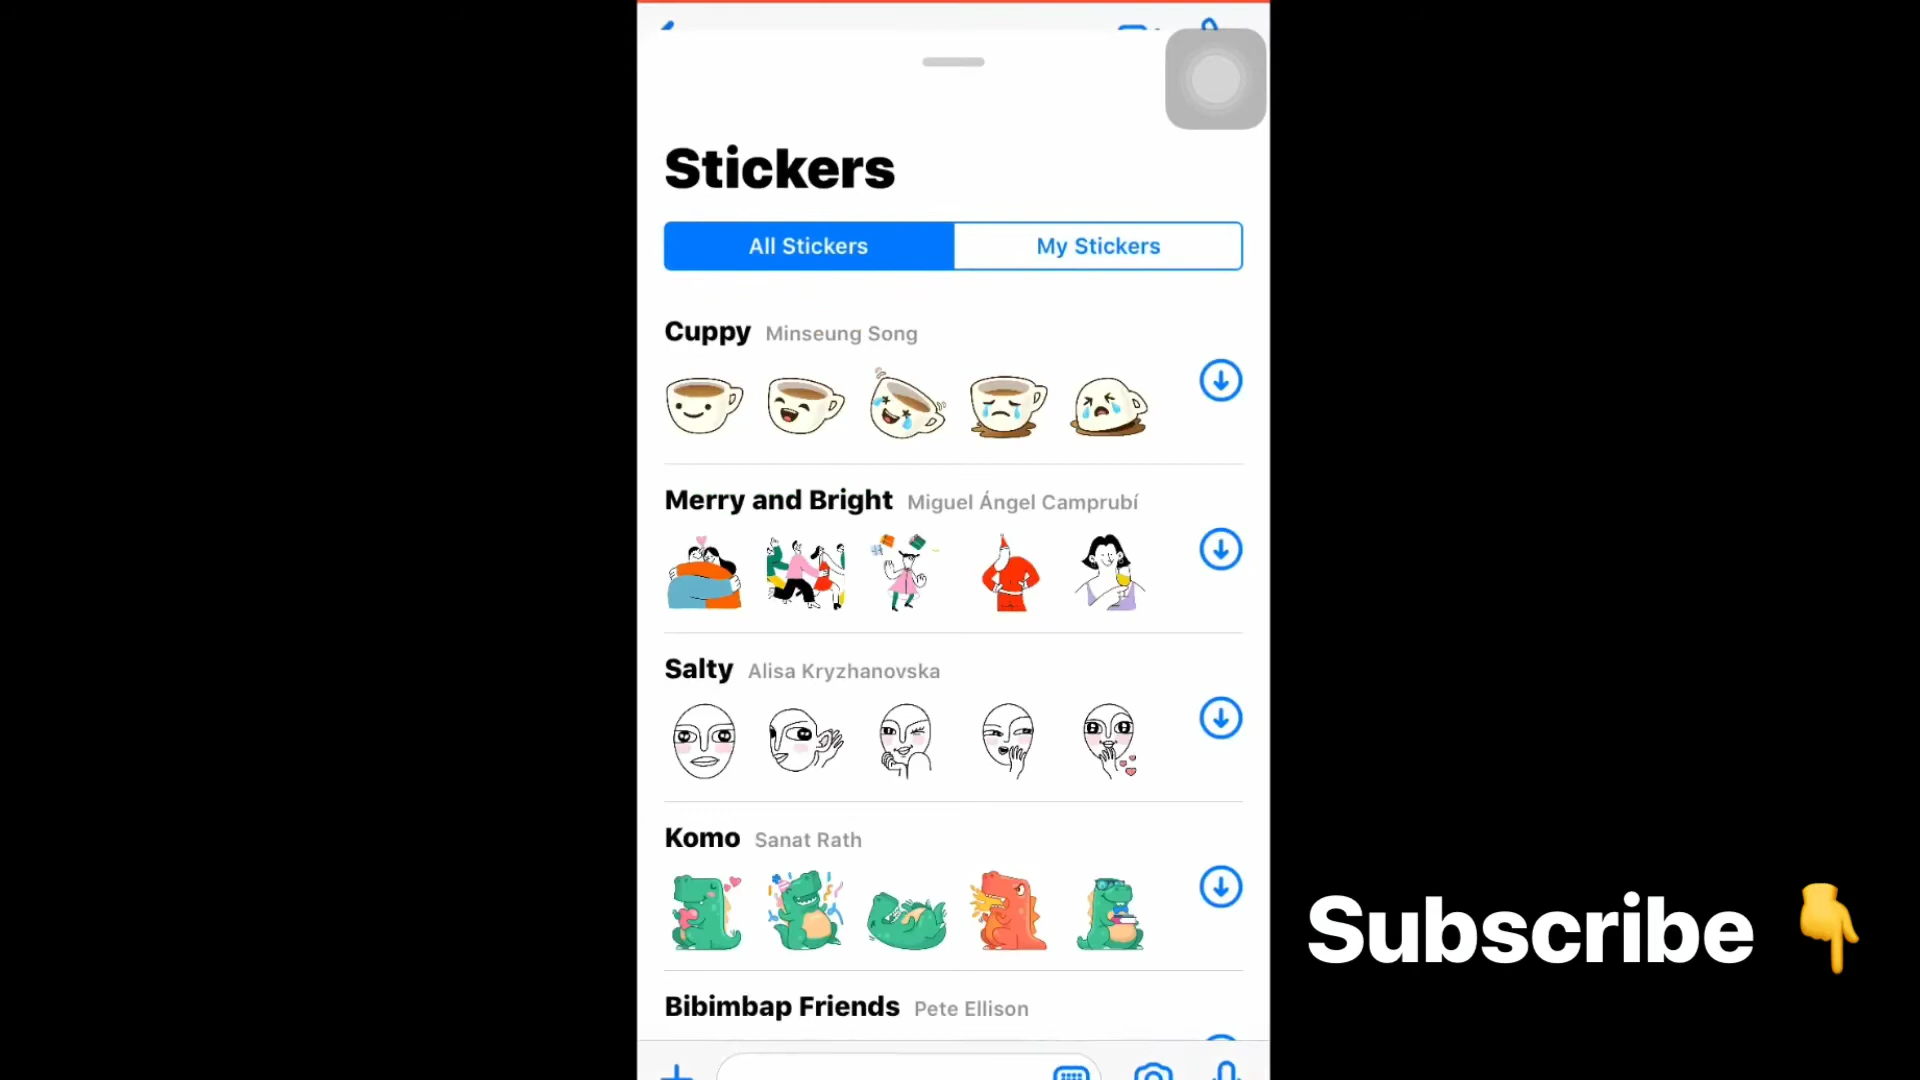 Stickers
All Stickers
My Stickers
Cuppy Minseung Song
Merry and Bright Miguel Ángel Camprubí
Salty Alisa Kryzhanovska
Komo Sanat Rath
Bibimbap Friends Pete Ellison
Subscribe 👇